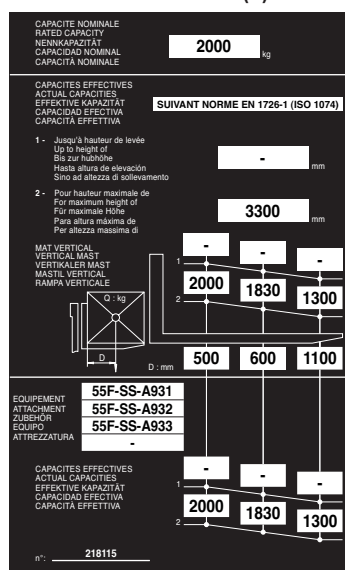 CAPACITE NOMINALE
RATED CAPACITY
NENNKAPAZITÄT
CAPACIDAD NOMINAL
CAPACITÀ NOMINALE
2000 kg
CAPACITES EFFECTIVES
ACTUAL CAPACITIES
EFFEKTIVE KAPAZITÄT
CAPACIDAD EFECTIVA
CAPACITÀ EFFETTIVA
SUIVANT NORME EN 1726-1 (ISO 1074)
1 - Jusqu'à hauteur de levée
Up to height of
Bis zur hubhöhe
Hasta altura de elevación
Sino ad altezza di sollevamento
- mm
2 - Pour hauteur maximale de
For maximum height of
Für maximale Höhe
Para altura máxima de
Per altezza massima di
3300 mm
MAT VERTICAL
VERTICAL MAST
VERTIKALER MAST
MASTIL VERTICAL
RAMPA VERTICALE
1 - - -
2 2000 1830 1300
Q : kg
D
D : mm 500 600 1100
EQUIPEMENT
ATTACHMENT
ZUBEHÖR
EQUIPO
ATTREZZATURA
55F-SS-A931
55F-SS-A932
55F-SS-A933
-
CAPACITES EFFECTIVES
ACTUAL CAPACITIES
EFFEKTIVE KAPAZITÄT
CAPACIDAD EFECTIVA
CAPACITÀ EFFETTIVA
1 - - -
2 2000 1830 1300
n°: 218115